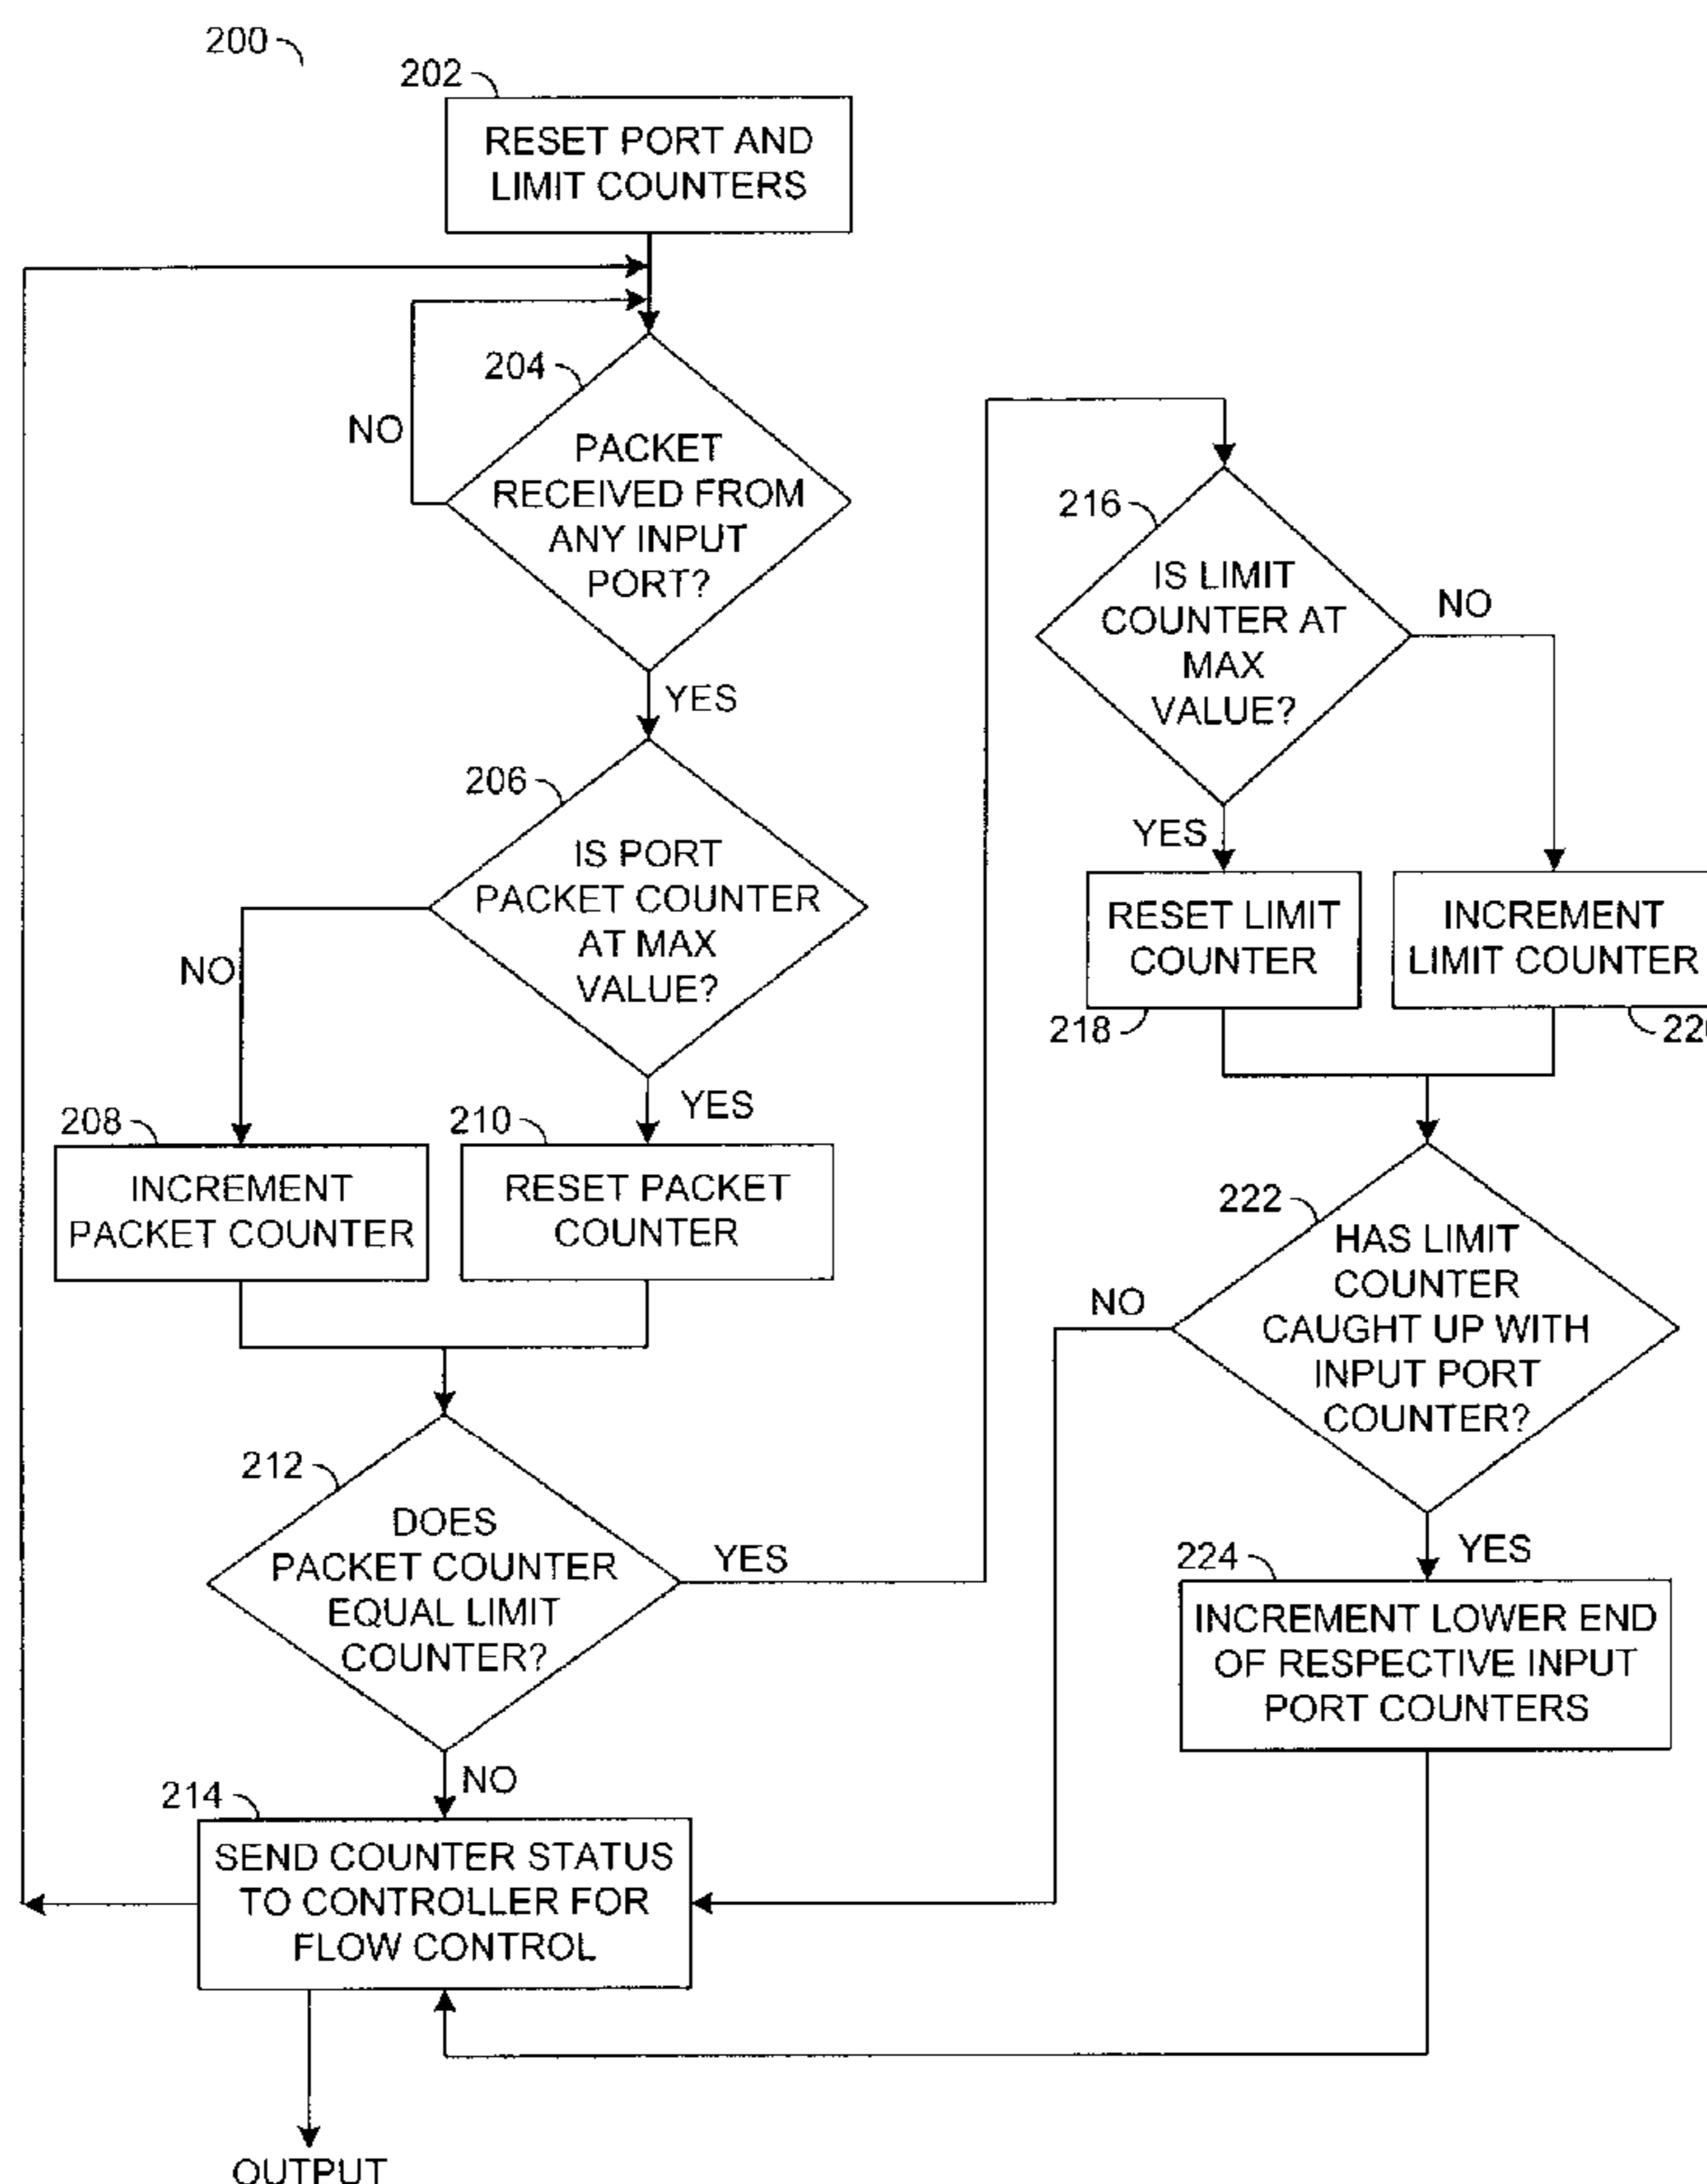 200
202
RESET PORT AND
LIMIT COUNTERS
204
NO
PACKET
RECEIVED FROM
ANY INPUT
PORT?
YES
206
IS PORT
PACKET COUNTER
AT MAX
VALUE?
NO
YES
208
INCREMENT
PACKET COUNTER
210
RESET PACKET
COUNTER
212
DOES
PACKET COUNTER
EQUAL LIMIT
COUNTER?
YES
NO
214
SEND COUNTER STATUS
TO CONTROLLER FOR
FLOW CONTROL
OUTPUT
216
IS LIMIT
COUNTER AT
MAX
VALUE?
NO
YES
RESET LIMIT
COUNTER
218
INCREMENT
LIMIT COUNTER
222
HAS LIMIT
COUNTER
CAUGHT UP WITH
INPUT PORT
COUNTER?
NO
YES
224
INCREMENT LOWER END
OF RESPECTIVE INPUT
PORT COUNTERS